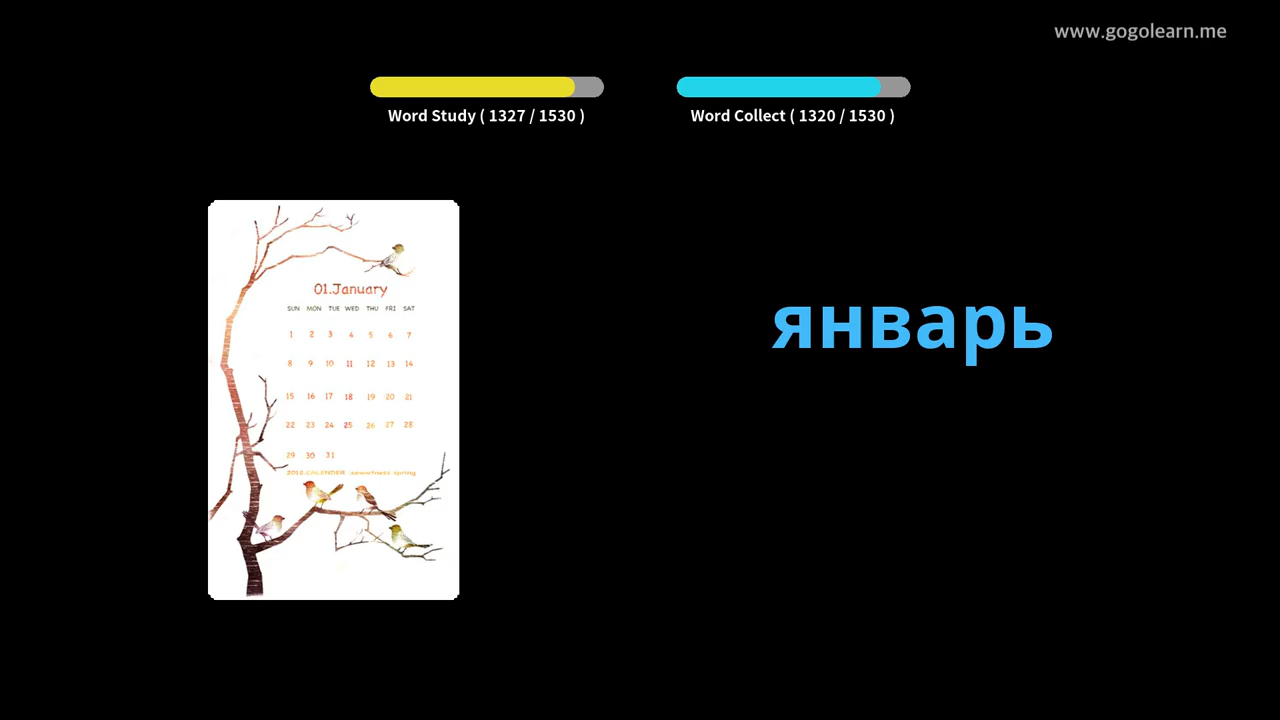 www.gogolearn.me
Word Study ( 1327 / 1530 )
Word Collect ( 1320 / 1530 )
01.January
SUN MON TUE WED THU FRI SAT
1 2 3 4 5 6 7
8 9 10 11 12 13 14
15 16 17 18 19 20 21
22 23 24 25 26 27 28
29 30 31
CALENDER spring
январь